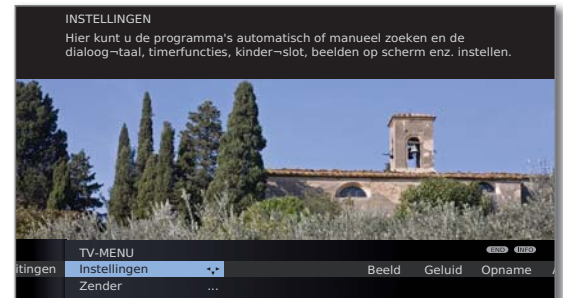 INSTELLINGEN
Hier kunt u de programma's automatisch of manueel zoeken en de
dialoog¬taal, timerfuncties, kinder¬slot, beelden op scherm enz. instellen.
TV-MENU END INFO
itingen Instellingen Beeld Geluid Opname A
Zender ...